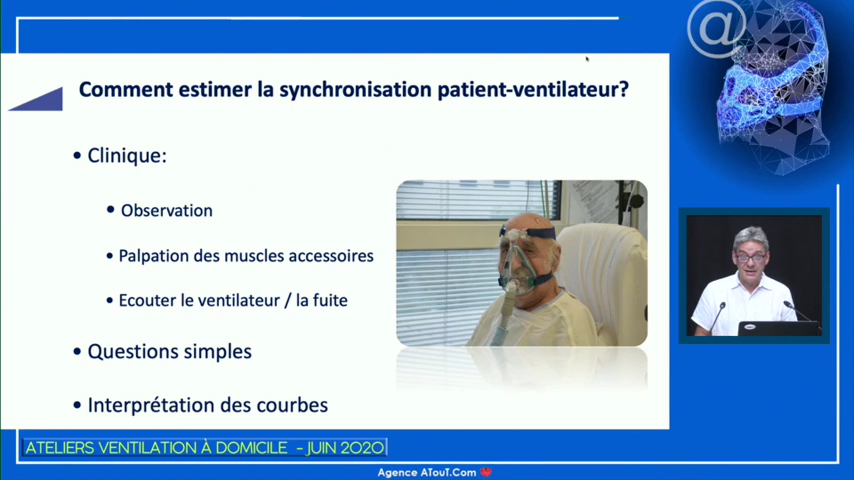 Comment estimer la synchronisation patient-ventilateur?
• Clinique:
• Observation
• Palpation des muscles accessoires
• Ecouter le ventilateur / la fuite
• Questions simples
• Interprétation des courbes
ATELIERS VENTILATION À DOMICILE - JUIN 2020
Agence ATouT.Com
@